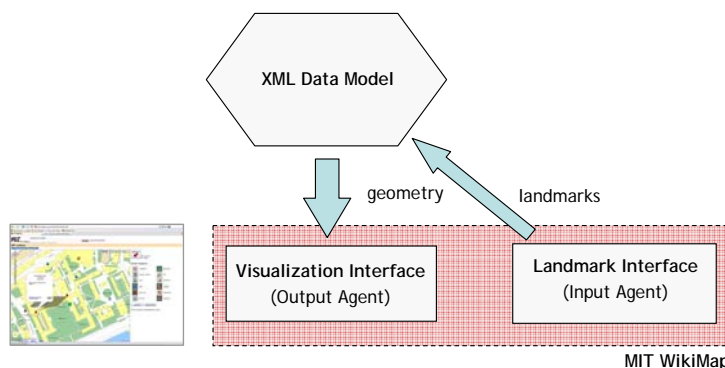 XML Data Model
geometry
landmarks
Visualization Interface
(Output Agent)
Landmark Interface
(Input Agent)
MIT WikiMap